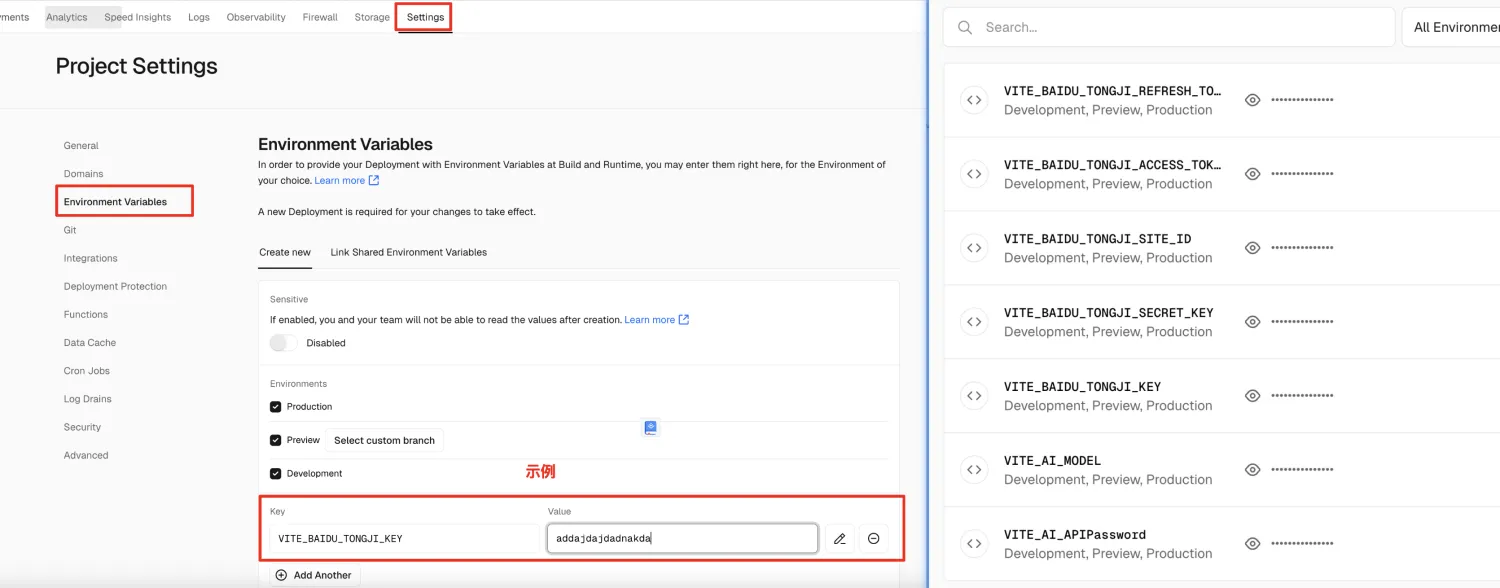 Analytics
Speed Insights
Logs
Observability
Firewall
Storage
Settings
Project Settings
General
Domains
Environment Variables
Git
Integrations
Deployment Protection
Functions
Data Cache
Cron Jobs
Log Drains
Security
Advanced
Environment Variables
In order to provide your Deployment with Environment Variables at Build and Runtime, you may enter them right here, for the Environment of
your choice. Learn more
A new Deployment is required for your changes to take effect.
Create new
Link Shared Environment Variables
Sensitive
If enabled, you and your team will not be able to read the values after creation. Learn more
Disabled
Environments
Production
Preview
Select custom branch
Development
示例
Key
Value
VITE_BAIDU_TONGJI_KEY
addajdajdadnakda
Add Another
Search...
All Environmen
VITE_BAIDU_TONGJI_REFRESH_TO…
Development, Preview, Production
VITE_BAIDU_TONGJI_ACCESS_TOK…
Development, Preview, Production
VITE_BAIDU_TONGJI_SITE_ID
Development, Preview, Production
VITE_BAIDU_TONGJI_SECRET_KEY
Development, Preview, Production
VITE_BAIDU_TONGJI_KEY
Development, Preview, Production
VITE_AI_MODEL
Development, Preview, Production
VITE_AI_APIPassword
Development, Preview, Production